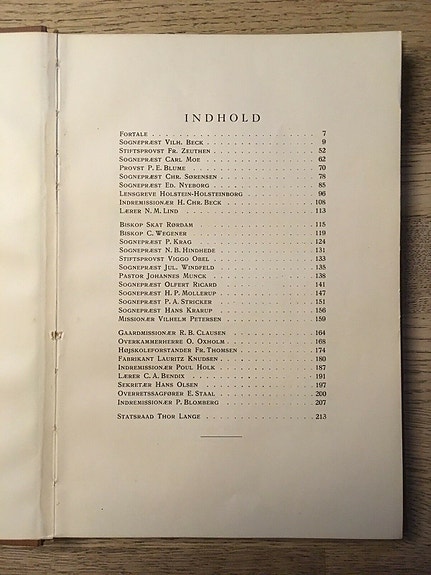 INDHOLD
FORTALE . . . . . . . . . . . . . . . . . . 7
SOGNEPRÆST VILH. BECK . . . . . . . . . . . . 9
STIFTSPROVST FR. ZEUTHEN . . . . . . . . . . . 52
SOGNEPRÆST CARL MOE . . . . . . . . . . . . 62
PROVST P. E. BLUME . . . . . . . . . . . . . 70
SOGNEPRÆST CHR. SØRENSEN . . . . . . . . . . 78
SOGNEPRÆST ED. NYEBORG . . . . . . . . . . . 85
LENSGREVE HOLSTEIN-HOLSTEINBORG . . . . . . . . 96
INDREMISSIONÆR H. CHR. BECK . . . . . . . . . 108
LÆRER N. M. LIND . . . . . . . . . . . . . . 113
BISKOP SKAT RØRDAM . . . . . . . . . . . . . 115
BISKOP C. WEGENER . . . . . . . . . . . . . 119
SOGNEPRÆST P. KRAG . . . . . . . . . . . . . 124
SOGNEPRÆST N. B. HINDHEDE . . . . . . . . . . 131
STIFTSPROVST VIGGO OBEL . . . . . . . . . . . 133
SOGNEPRÆST JUL. WINDFELD . . . . . . . . . . . 135
PASTOR JOHANNES MUNCK . . . . . . . . . . . 138
SOGNEPRÆST OLFERT RICARD . . . . . . . . . . 141
SOGNEPRÆST H. P. MOLLERUP . . . . . . . . . . 147
SOGNEPRÆST P. A. STRICKER . . . . . . . . . . 151
SOGNEPRÆST HANS KRARUP . . . . . . . . . . . 156
MISSIONÆR VILHELM PETERSEN . . . . . . . . . . 159
GAARDMISSIONÆR R. B. CLAUSEN . . . . . . . . . 164
OVERKAMMERHERRE O. OXHOLM . . . . . . . . . 168
HØJSKOLEFORSTANDER FR. THOMSEN . . . . . . . . 174
FABRIKANT LAURITZ KNUDSEN . . . . . . . . . . 180
INDREMISSIONÆR POUL HOLK . . . . . . . . . . 187
LÆRER C. A. BENDIX . . . . . . . . . . . . . 191
SEKRETÆR HANS OLSEN . . . . . . . . . . . . 197
OVERRETSSAGFØRER E. STAAL . . . . . . . . . . 200
INDREMISSIONÆR P. BLOMBERG . . . . . . . . . . 207
STATSRAAD THOR LANGE . . . . . . . . . . . . 213